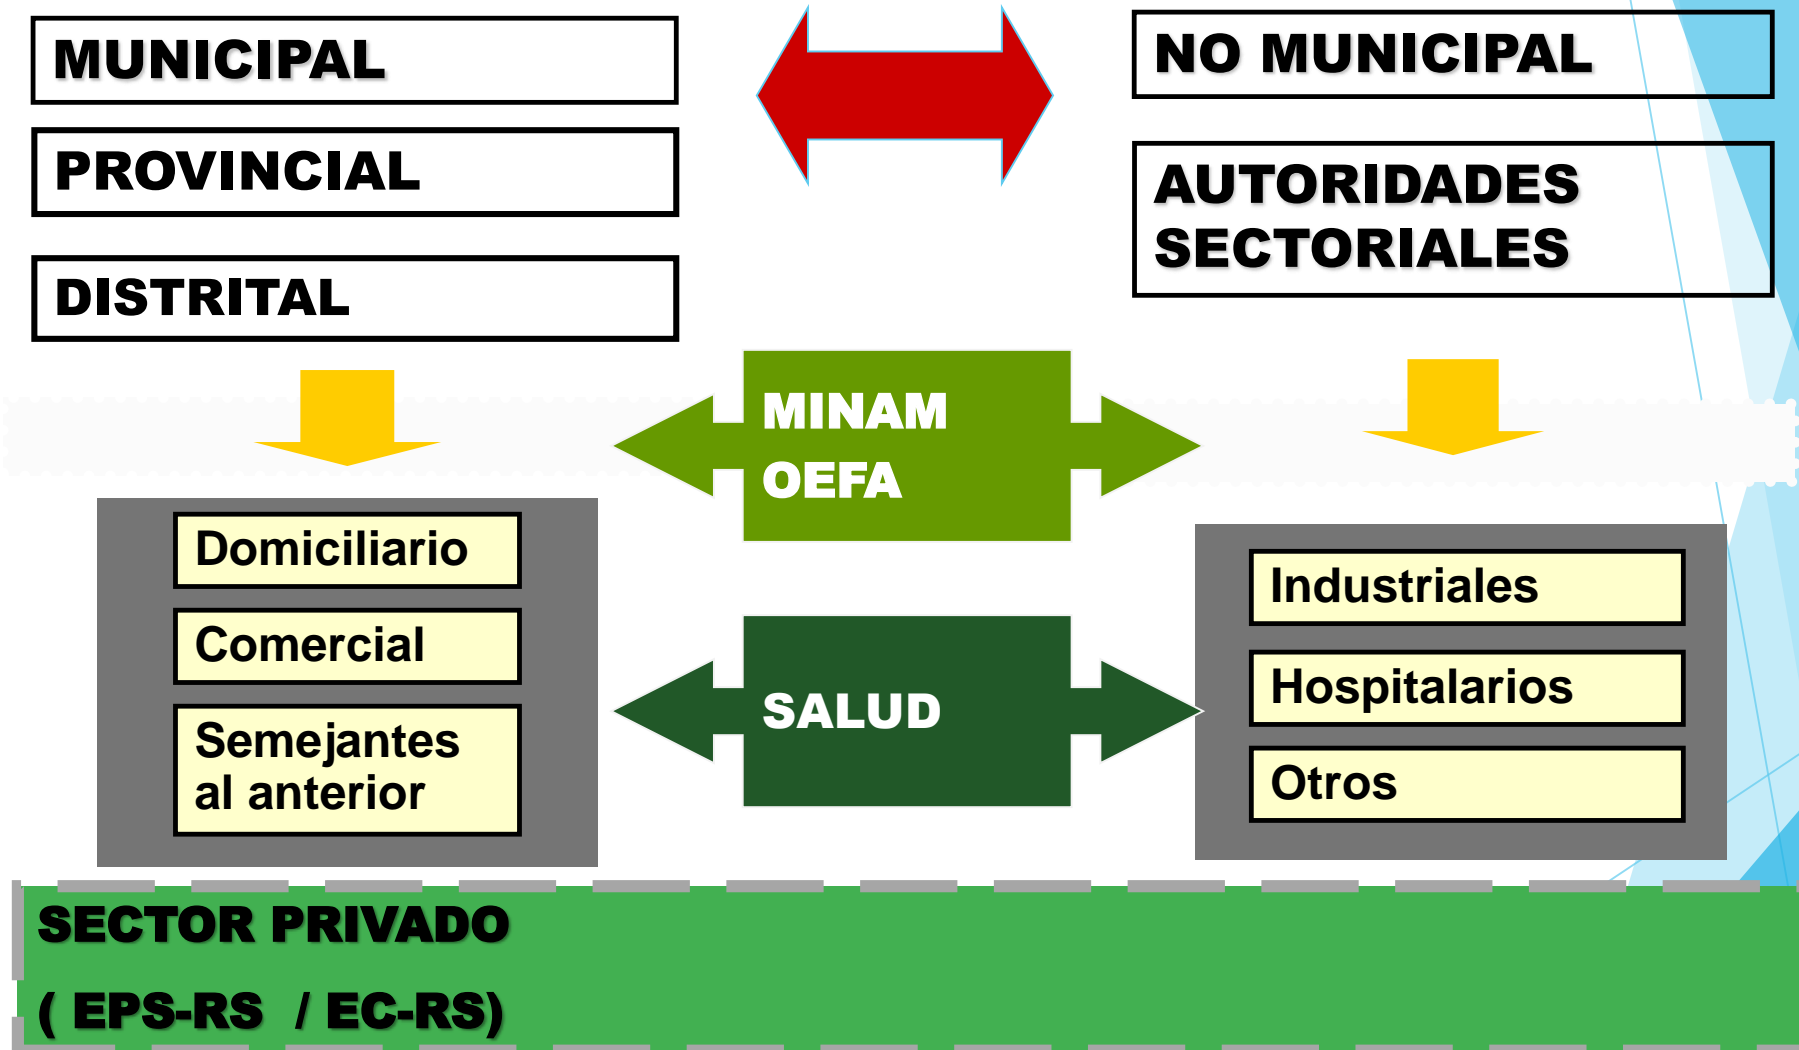 MUNICIPAL
PROVINCIAL
DISTRITAL
NO MUNICIPAL
AUTORIDADES
SECTORIALES
MINAM
OEFA
SALUD
Domiciliario
Comercial
Semejantes
al anterior
Industriales
Hospitalarios
Otros
SECTOR PRIVADO
( EPS-RS / EC-RS)